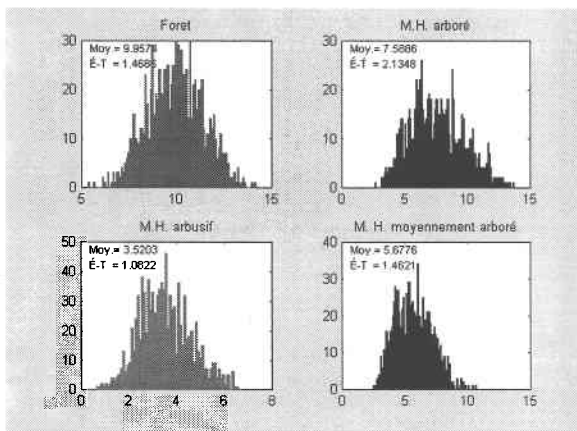 Foret
Moy.= 9.9574
É-T = 1.4686
30
20
10
0
5
10
15
M.H. arboré
Moy.= 7.5886
É-T = 2.1348
30
20
10
0
0
5
10
15
M.H. arbusif
Moy.= 3.5203
É-T = 1.0822
50
40
30
20
10
0
0
2
4
6
8
M. H. moyennement arboré
Moy.= 5.6776
É-T = 1.4621
40
30
20
10
0
0
5
10
15